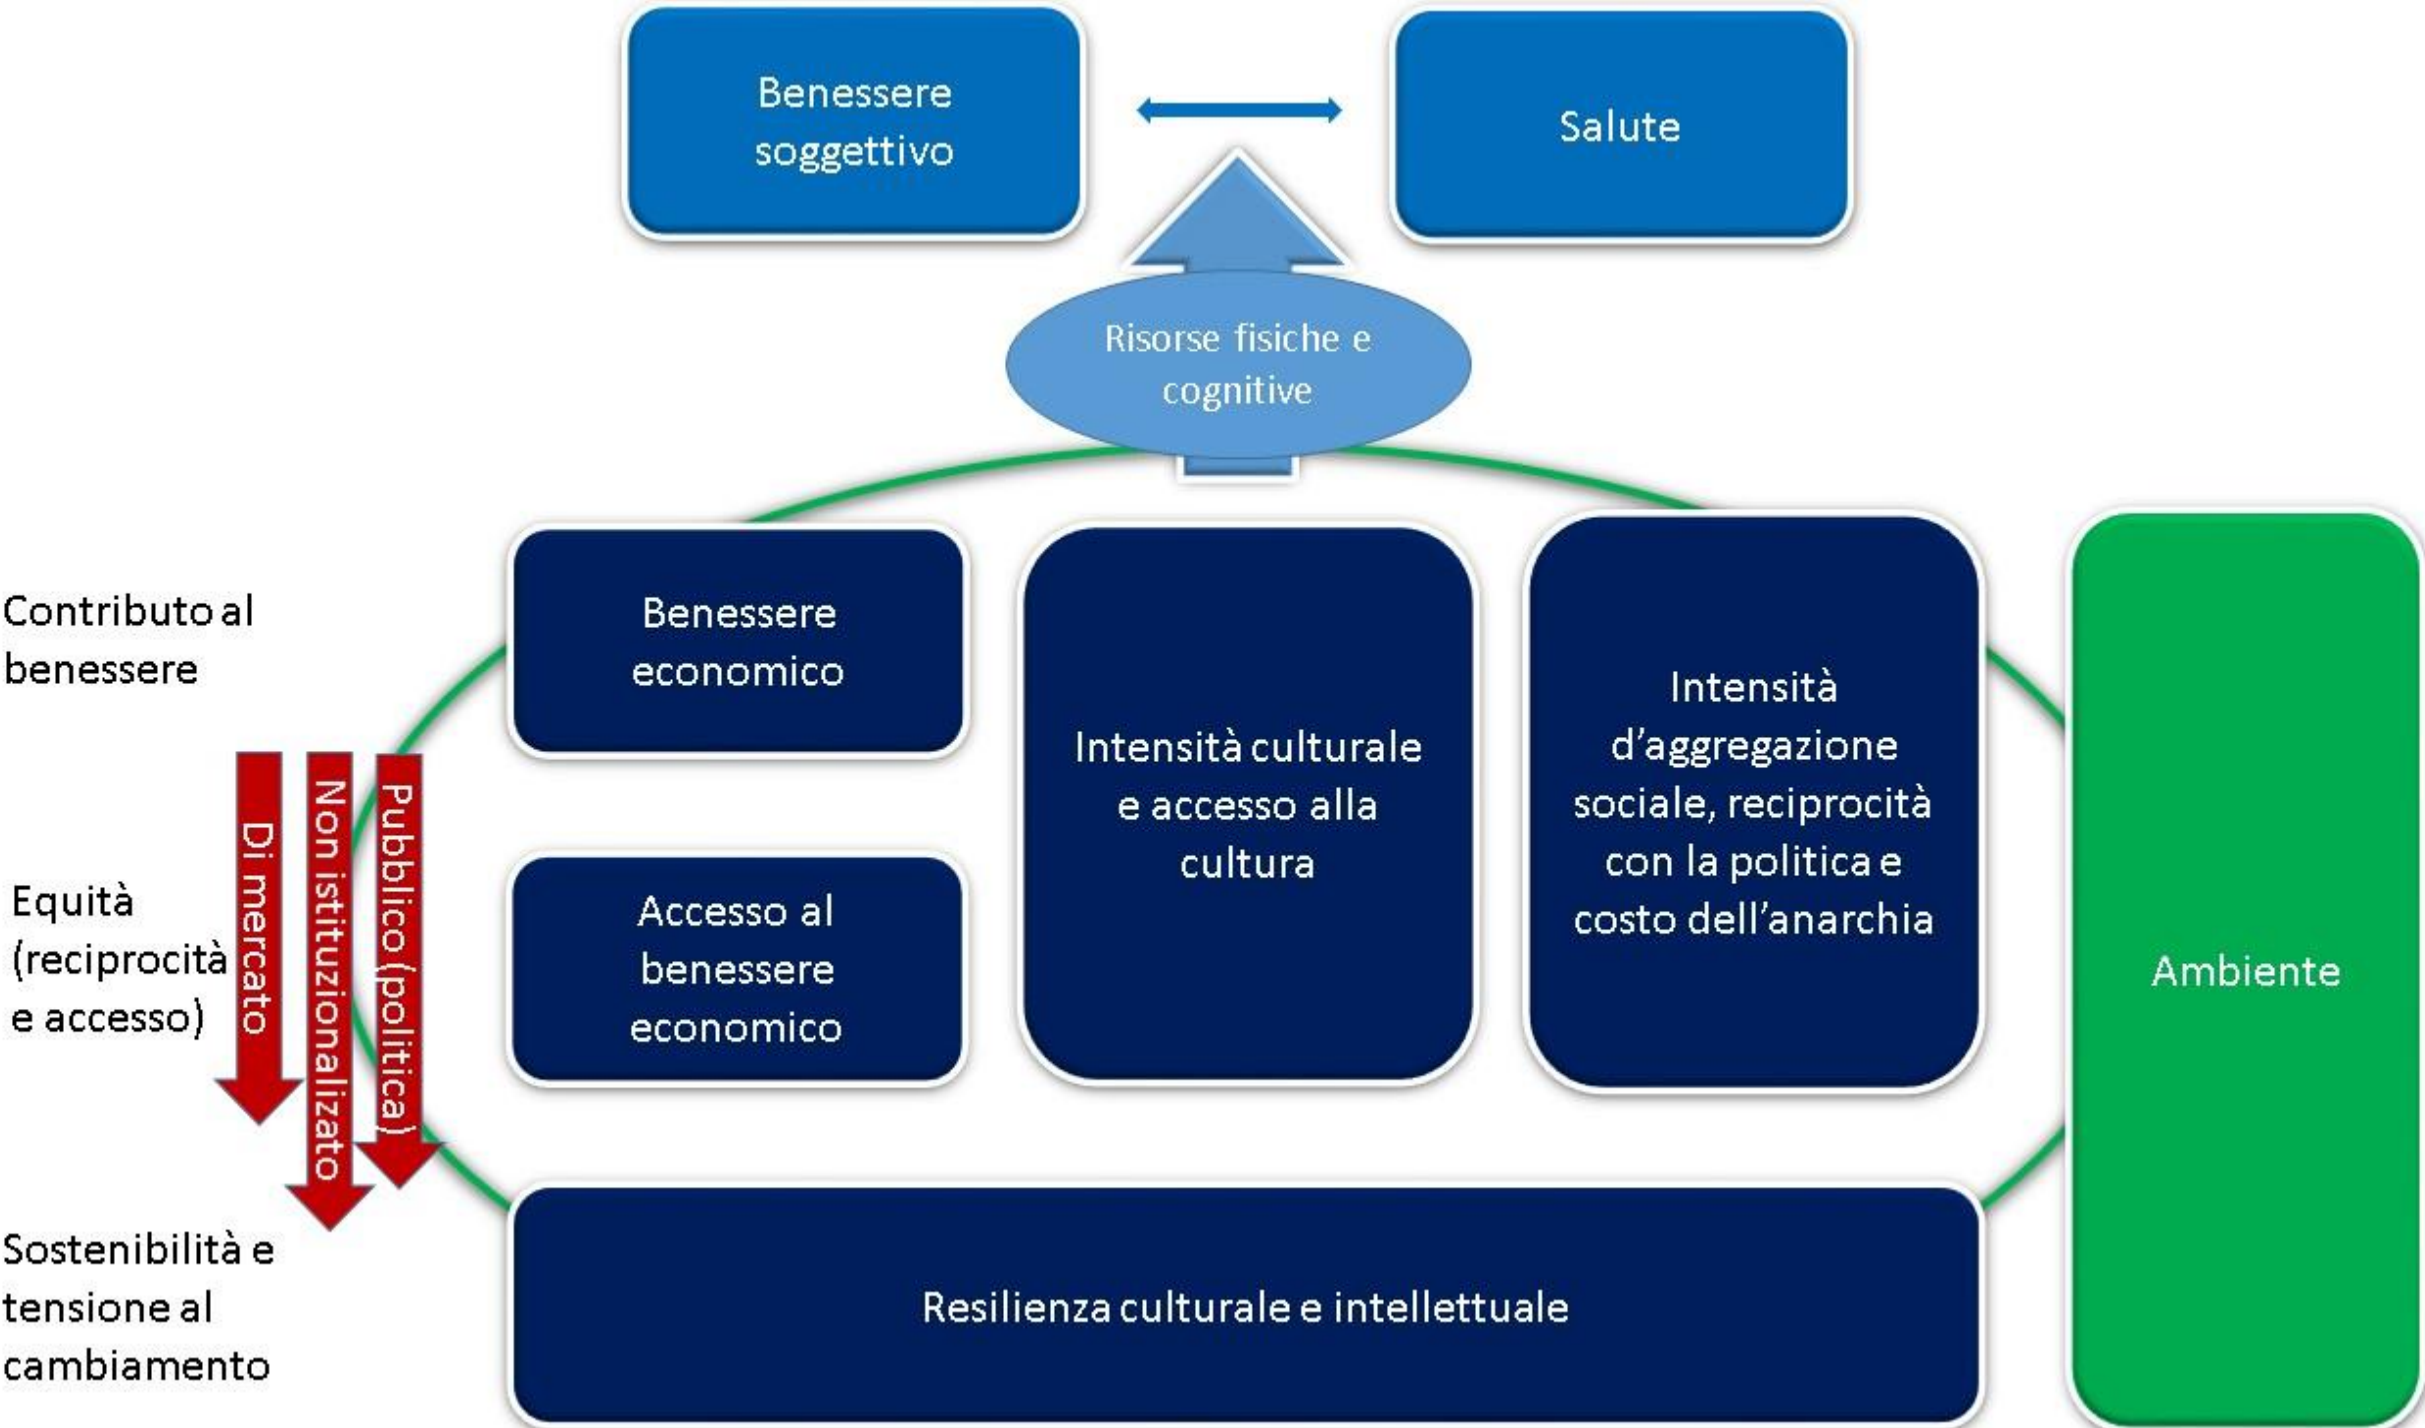 Benessere
soggettivo
Salute
Risorse fisiche e
cognitive
Contributo al
benessere
Benessere
economico
Intensità culturale
e accesso alla
cultura
Intensità
d'aggregazione
sociale, reciprocità
con la politica e
costo dell'anarchia
Ambiente
Equità
(reciprocità
e accesso)
Di mercato
Non istituzionalizato
Pubblico (politica)
Accesso al
benessere
economico
Sostenibilità e
tensione al
cambiamento
Resilienza culturale e intellettuale